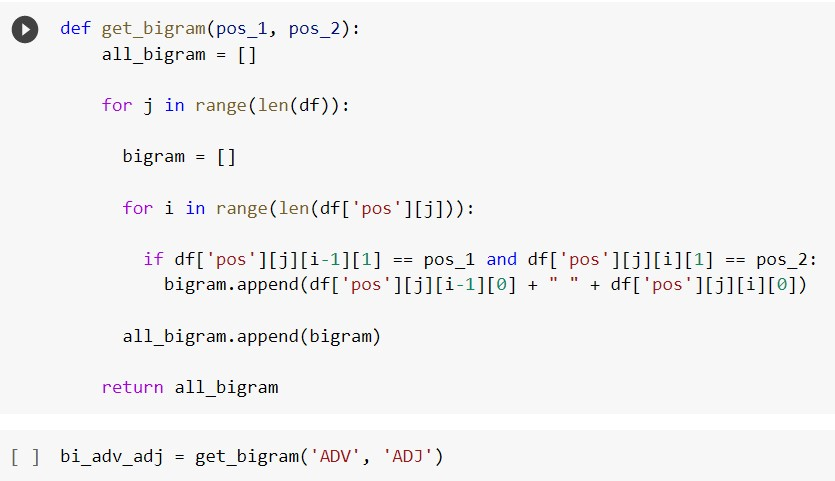 def get_bigram(pos_1, pos_2):
    all_bigram = []
    for j in range(len(df)):
      bigram = []
      for i in range(len(df['pos'][j])):
        if df['pos'][j][i-1][1] == pos_1 and df['pos'][j][i][1] == pos_2:
          bigram.append(df['pos'][j][i-1][0] + " " + df['pos'][j][i][0])
      all_bigram.append(bigram)
    return all_bigram
[ ] bi_adv_adj = get_bigram('ADV', 'ADJ')